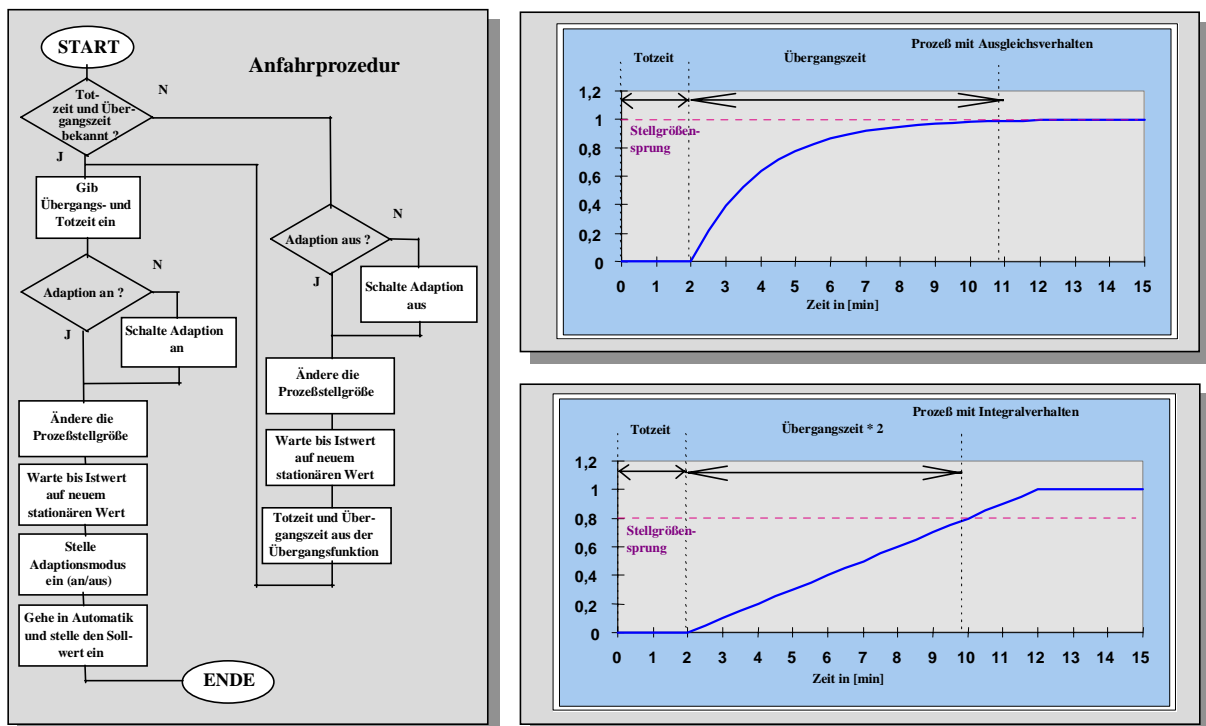 START
Anfahrprozedur
Tot-
zeit und Über-
gangszeit
bekannt ?
N
J
Gib
Übergangs- und
Totzeit ein
Adaption an ?
N
J
Schalte Adaption
an
Ändere die
Prozeßstellgröße
Warte bis Istwert
auf neuem
stationären Wert
Stelle
Adaptionsmodus
ein (an/aus)
Gehe in Automatik
und stelle den Soll-
wert ein
ENDE
Adaption aus ?
N
J
Schalte Adaption
aus
Ändere die
Prozeßstellgröße
Warte bis Istwert
auf neuem
stationären Wert
Totzeit und Über-
gangszeit aus der
Übergangsfunktion
Prozeß mit Ausgleichsverhalten
Totzeit
Übergangszeit
1,2
1
0,8
0,6
0,4
0,2
0
Stellgrößen-
sprung
0 1 2 3 4 5 6 7 8 9 10 11 12 13 14 15
Zeit in [min]
Prozeß mit Integralverhalten
Totzeit
Übergangszeit * 2
1,2
1
0,8
0,6
0,4
0,2
0
Stellgrößen-
sprung
0 1 2 3 4 5 6 7 8 9 10 11 12 13 14 15
Zeit in [min]